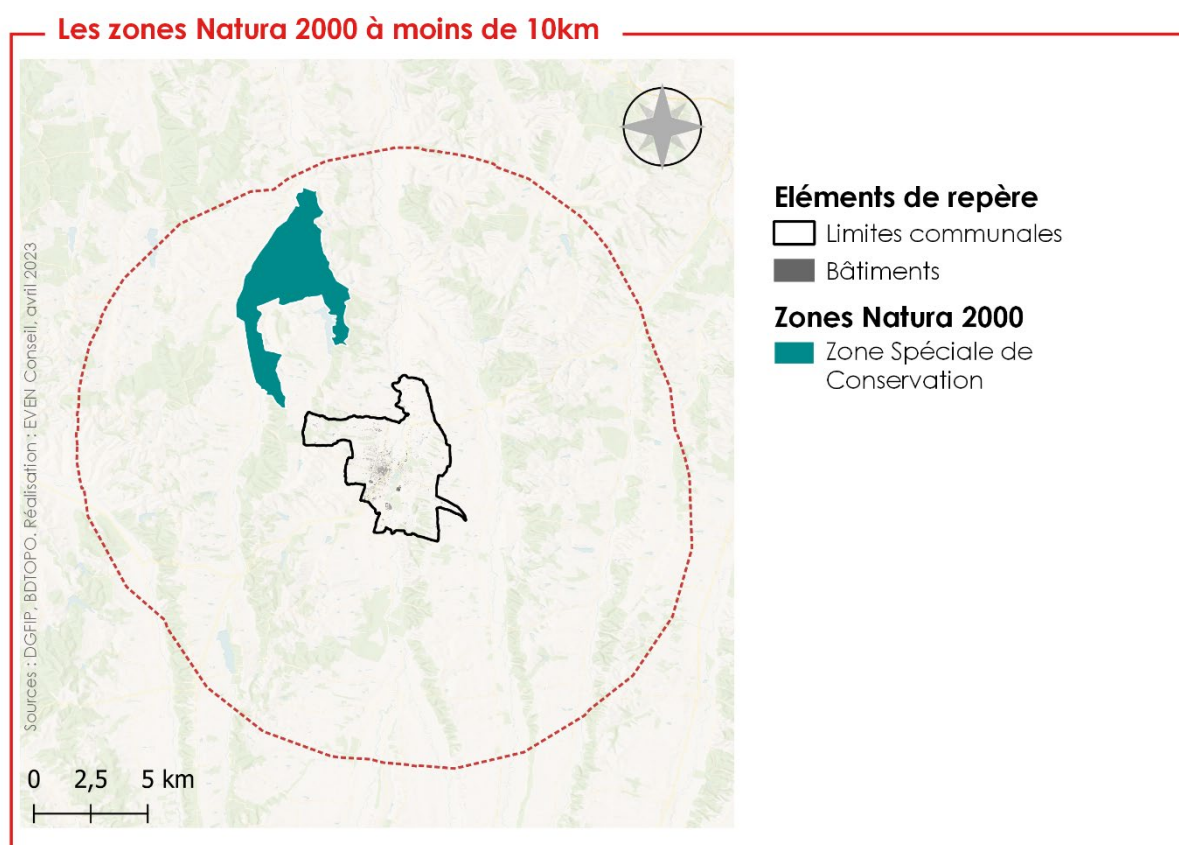 Les zones Natura 2000 à moins de 10km
Sources : DGFIP, BDTOPO. Réalisation : EVEN Conseil, avril 2023
0 2,5 5 km
Eléments de repère
Limites communales
Bâtiments
Zones Natura 2000
Zone Spéciale de
Conservation